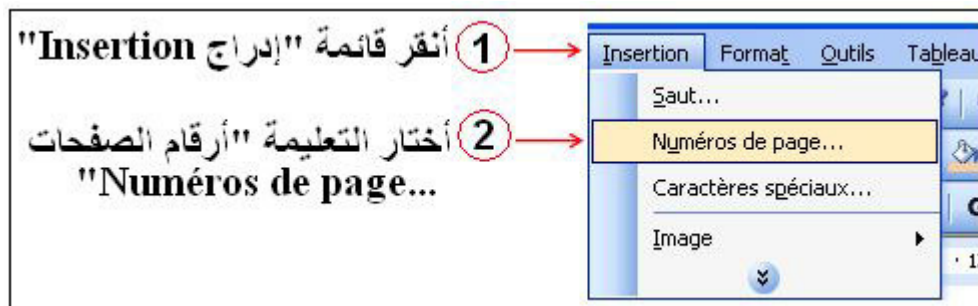 أنقر قائمة "إدراج Insertion"
1
أختار التعليمة "أرقام الصفحات
Numéros de page..."
2
Insertion Format Outils Tableau
Saut...
Numéros de page...
Caractères spéciaux...
Image